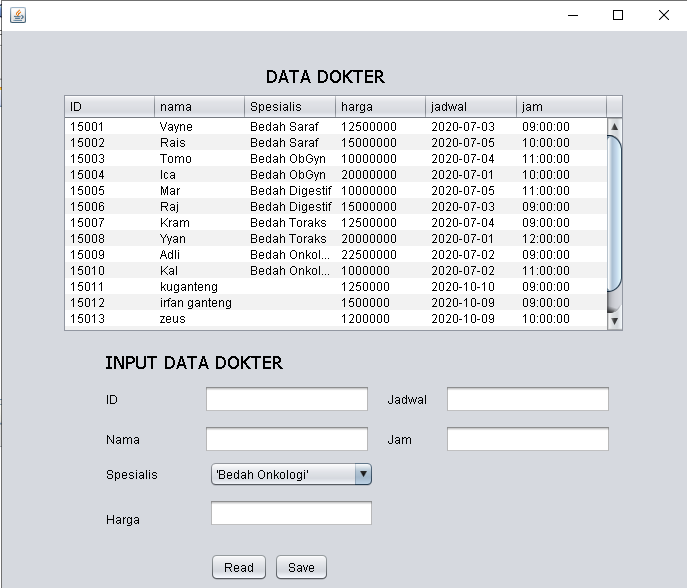 DATA DOKTER
ID nama Spesialis harga jadwal jam
15001 Vayne Bedah Saraf 12500000 2020-07-03 09:00:00
15002 Rais Bedah Saraf 15000000 2020-07-05 10:00:00
15003 Tomo Bedah ObGyn 10000000 2020-07-04 11:00:00
15004 Ica Bedah ObGyn 20000000 2020-07-01 10:00:00
15005 Mar Bedah Digestif 10000000 2020-07-05 11:00:00
15006 Raj Bedah Digestif 15000000 2020-07-03 09:00:00
15007 Kram Bedah Toraks 12500000 2020-07-04 09:00:00
15008 Yyan Bedah Toraks 20000000 2020-07-01 12:00:00
15009 Adli Bedah Onkol... 22500000 2020-07-02 09:00:00
15010 Kal Bedah Onkol... 1000000 2020-07-02 11:00:00
15011 kuganteng 1250000 2020-10-10 09:00:00
15012 irfan ganteng 1500000 2020-10-09 09:00:00
15013 zeus 1200000 2020-10-09 10:00:00
INPUT DATA DOKTER
ID Jadwal
Nama Jam
Spesialis 'Bedah Onkologi'
Harga
Read Save